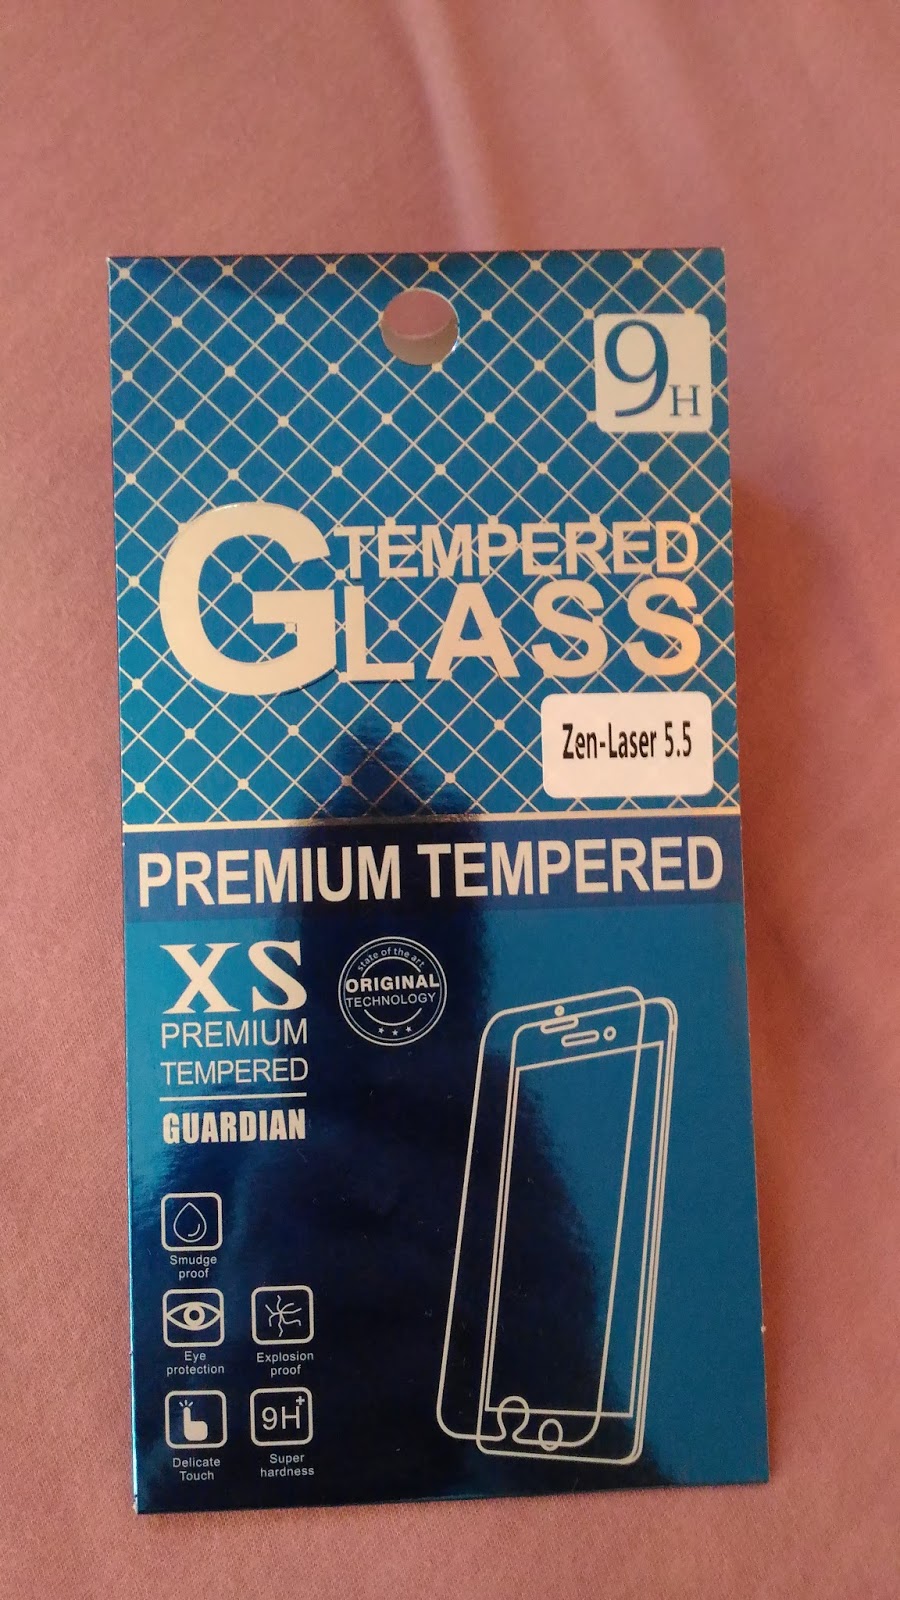 9H
TEMPERED
GLASS
Zen-Laser 5.5
PREMIUM TEMPERED
XS
PREMIUM
TEMPERED
GUARDIAN
state of the art
ORIGINAL
TECHNOLOGY
Smudge
proof
Eye
protection
Explosion
proof
Delicate
Touch
9H+
Super
hardness